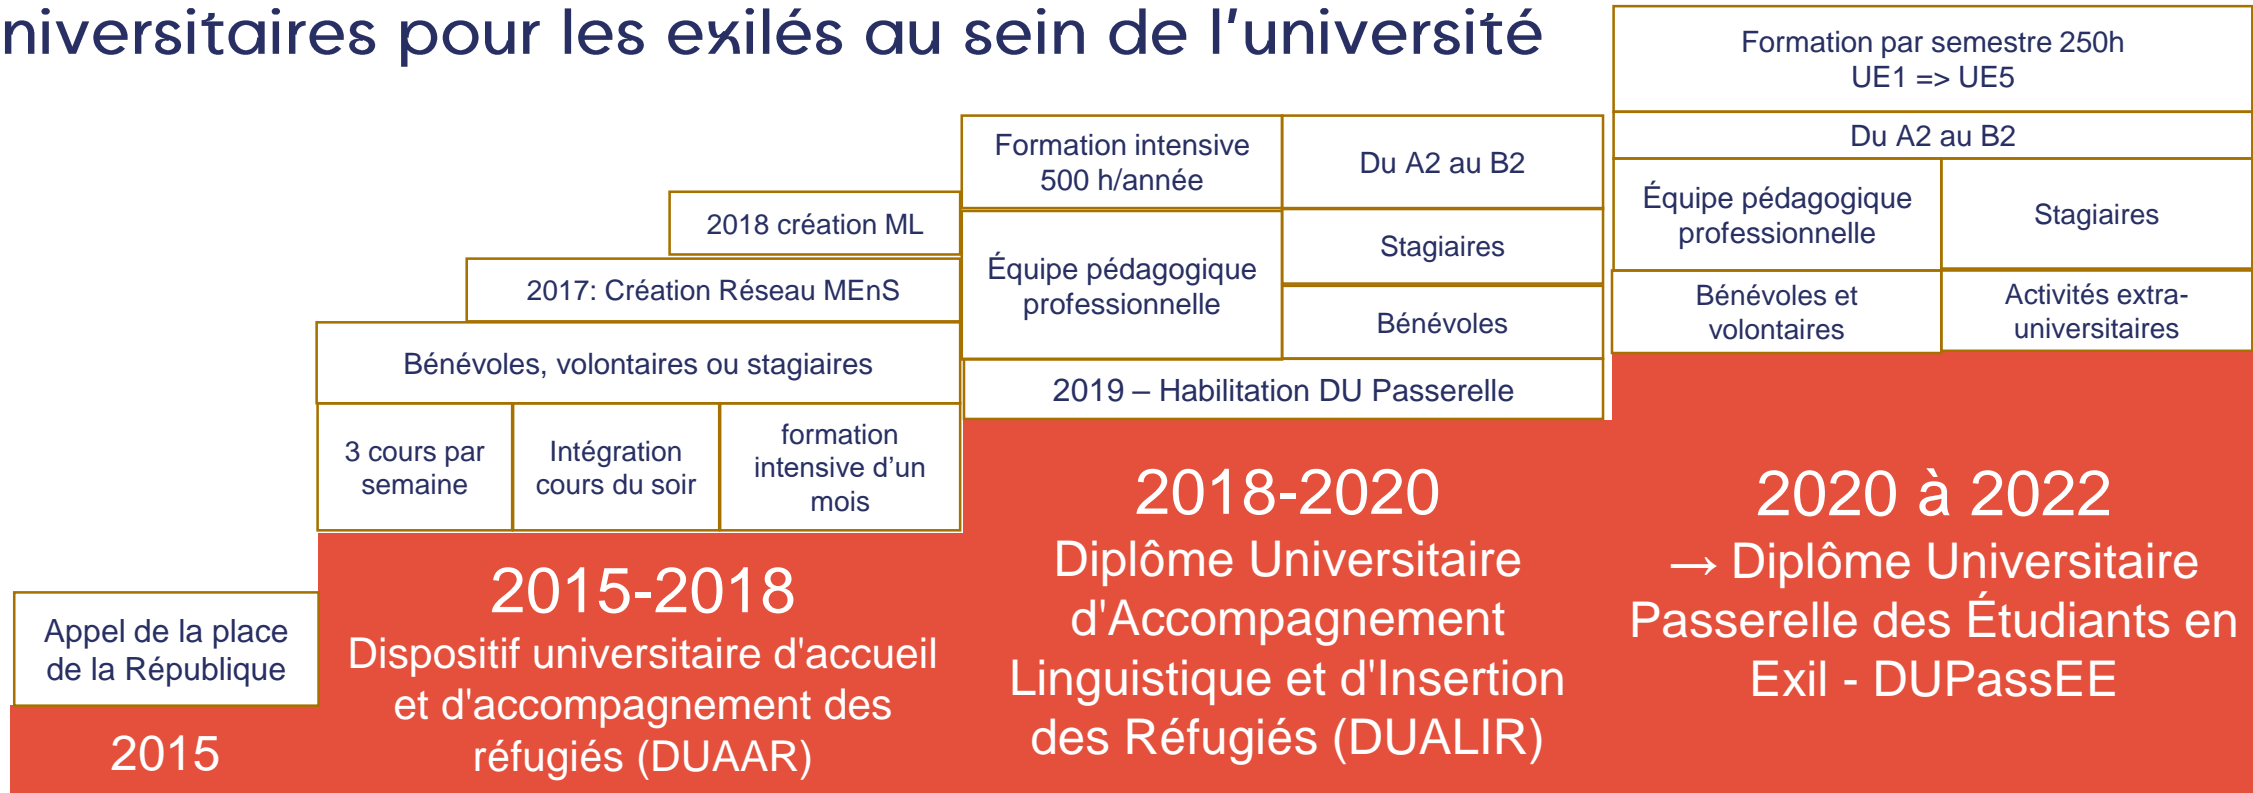 niversitaires pour les exilés au sein de l'université
Appel de la place
de la République
2015
2018 création ML
2017: Création Réseau MEnS
Bénévoles, volontaires ou stagiaires
3 cours par
semaine
Intégration
cours du soir
formation
intensive d’un
mois
2015-2018
Dispositif universitaire d'accueil
et d'accompagnement des
réfugiés (DUAAR)
Formation intensive
500 h/année
Du A2 au B2
Équipe pédagogique
professionnelle
Stagiaires
Bénévoles
2019 – Habilitation DU Passerelle
2018-2020
Diplôme Universitaire
d'Accompagnement
Linguistique et d'Insertion
des Réfugiés (DUALIR)
Formation par semestre 250h
UE1 => UE5
Du A2 au B2
Équipe pédagogique
professionnelle
Stagiaires
Bénévoles et
volontaires
Activités extra-
universitaires
2020 à 2022
→ Diplôme Universitaire
Passerelle des Étudiants en
Exil - DUPassEE